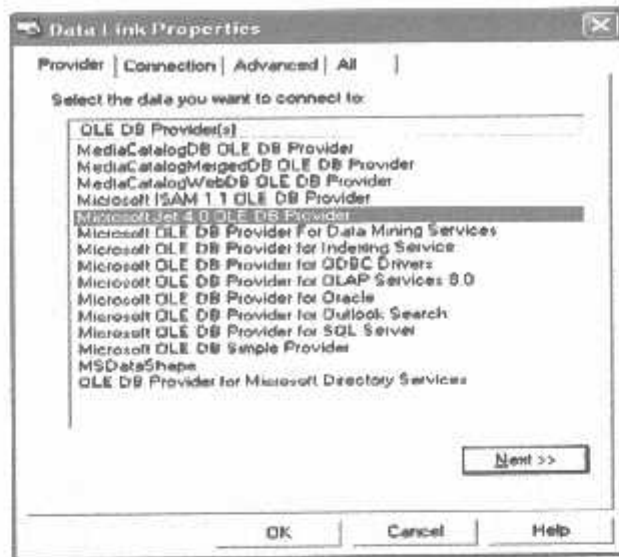 Data Link Properties
Provider Connection Advanced All
Select the data you want to connect to:
OLE DB Provider(s)
MediaCatalogDB OLE DB Provider
MediaCatalogMergedDB OLE DB Provider
MediaCatalogWebDB OLE DB Provider
Microsoft ISAM 1.1 OLE DB Provider
Microsoft Jet 4.0 OLE DB Provider
Microsoft OLE DB Provider For Data Mining Services
Microsoft OLE DB Provider for Indexing Service
Microsoft OLE DB Provider for ODBC Drivers
Microsoft OLE DB Provider for OLAP Services 8.0
Microsoft OLE DB Provider for Oracle
Microsoft OLE DB Provider for Outlook Search
Microsoft OLE DB Provider for SQL Server
Microsoft OLE DB Simple Provider
MSDataShape
OLE DB Provider for Microsoft Directory Services
Next >>
OK Cancel Help